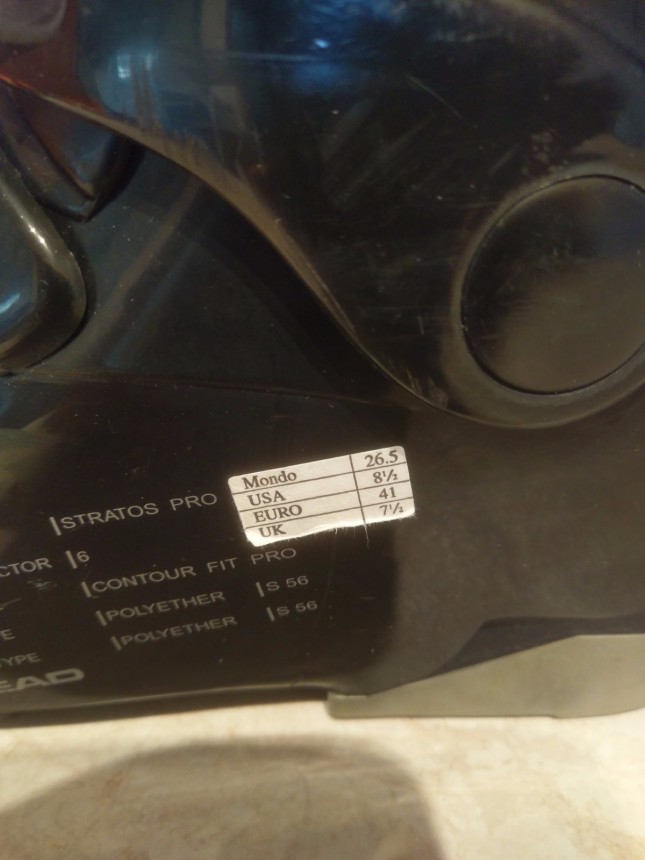 Mondo 26.5
USA 8½
EURO 41
UK 7½
STRATOS PRO
CTOR 6
CONTOUR FIT PRO
E POLYETHER S 56
TYPE POLYETHER S 56
EAD